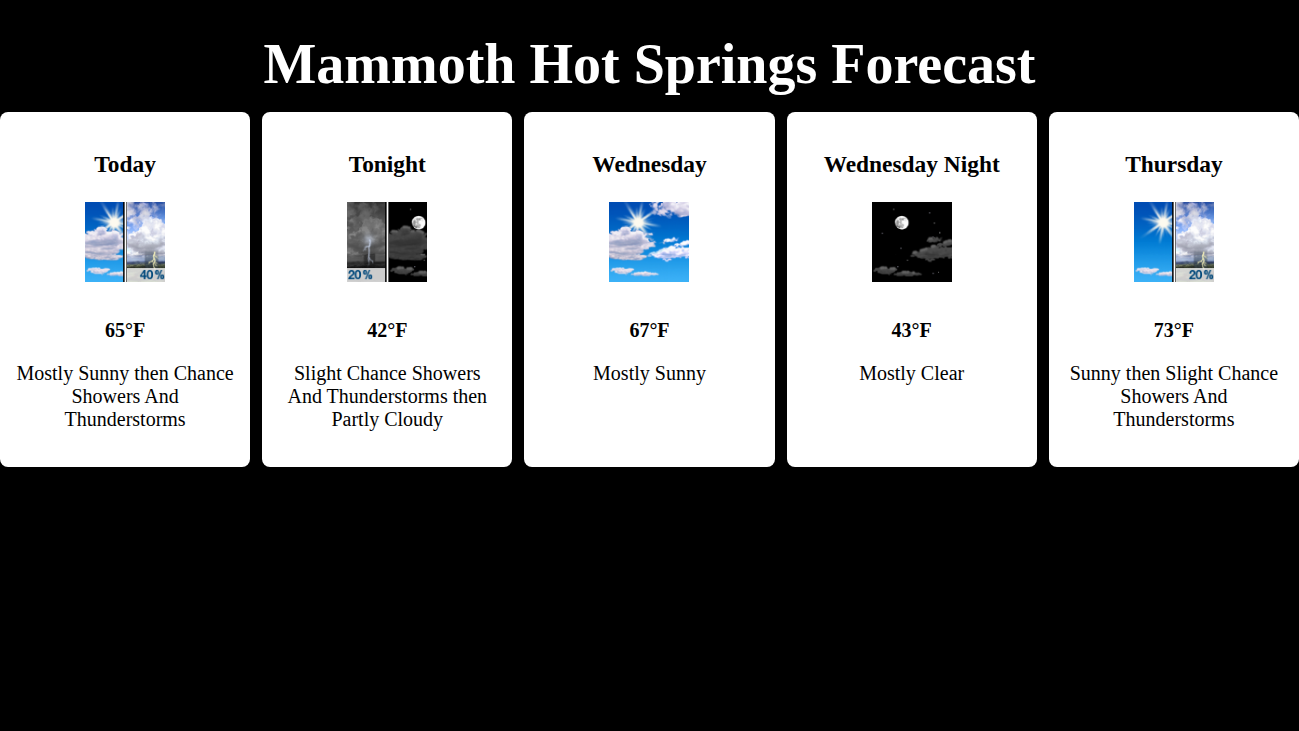 Mammoth Hot Springs Forecast
Today
40%
65°F
Mostly Sunny then Chance
Showers And
Thunderstorms
Tonight
20%
42°F
Slight Chance Showers
And Thunderstorms then
Partly Cloudy
Wednesday
67°F
Mostly Sunny
Wednesday Night
43°F
Mostly Clear
Thursday
20%
73°F
Sunny then Slight Chance
Showers And
Thunderstorms